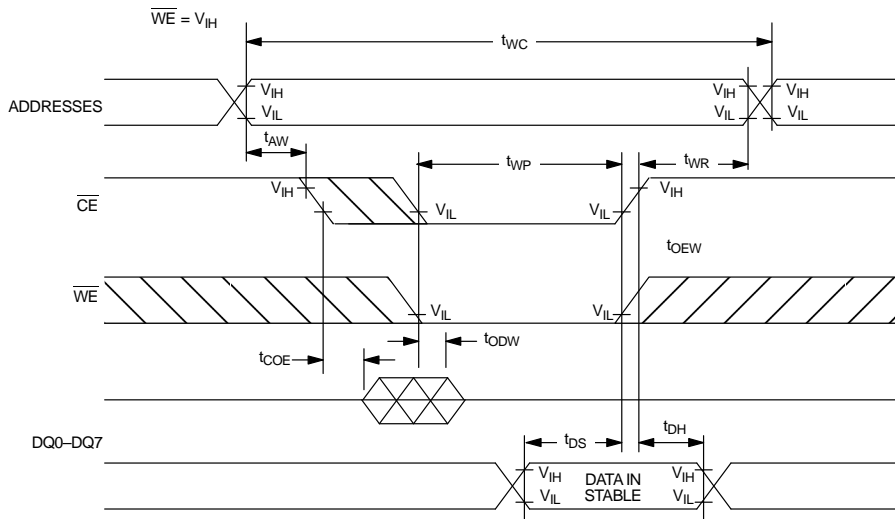 WE = VIH
tWC
ADDRESSES
VIH
VIL
VIH
VIL
VIH
VIL
tAW
tWP
tWR
CE
VIH
VIL
VIL
VIH
tOEW
WE
VIL
VIL
tCOE
tODW
DQ0–DQ7
tDS
tDH
VIH
VIL
DATA IN
STABLE
VIH
VIL